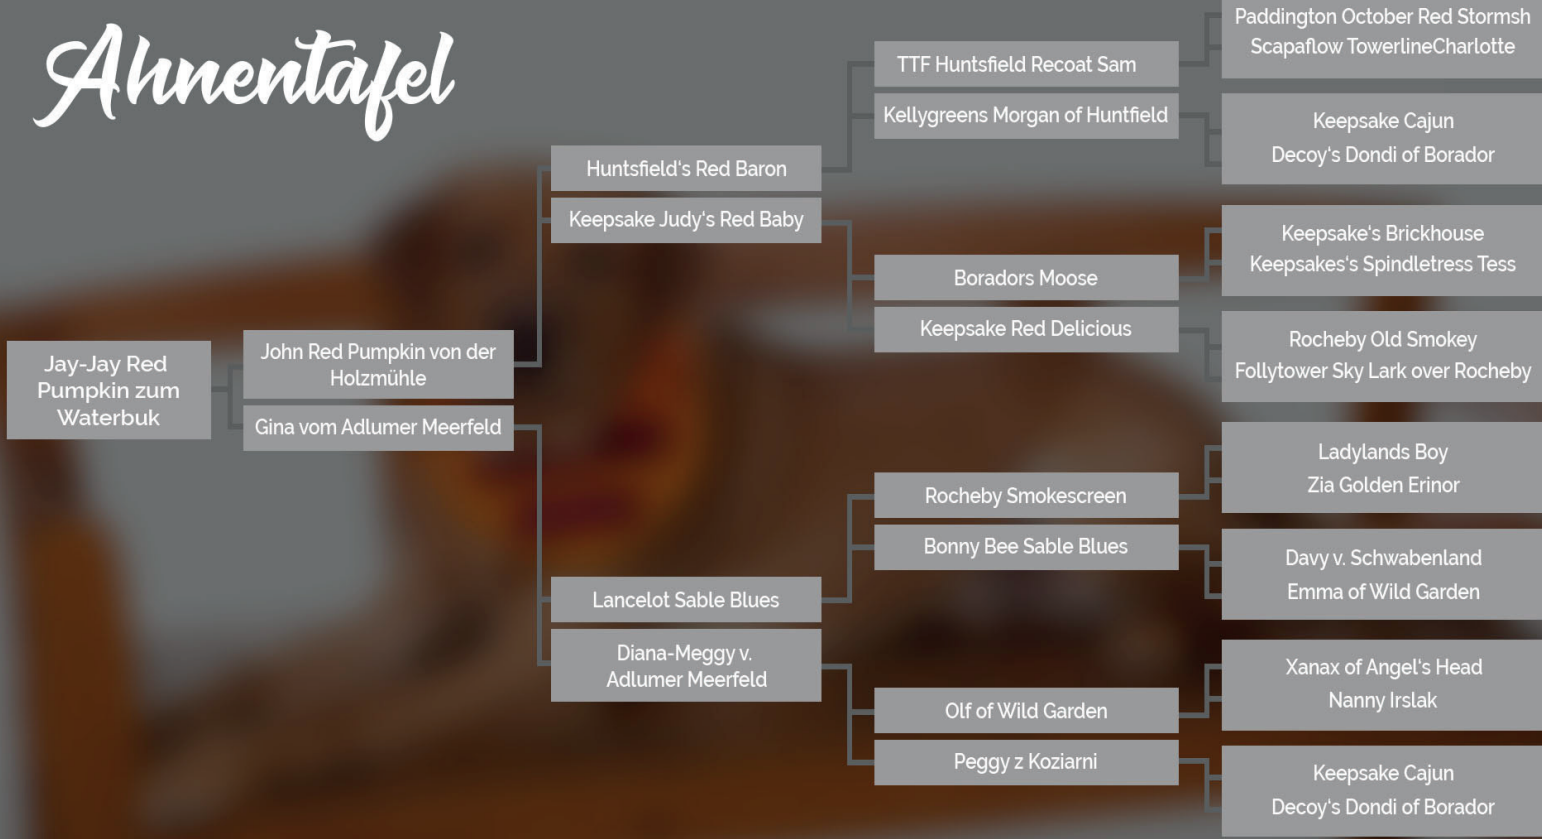 Ahnentafel
Jay-Jay Red
Pumpkin zum
Waterbuk
John Red Pumpkin von der
Holzmühle
Gina vom Adlumer Meerfeld
Huntsfield's Red Baron
Keepsake Judy's Red Baby
Lancelot Sable Blues
Diana-Meggy v.
Adlumer Meerfeld
TTF Huntsfield Recoat Sam
Kellygreens Morgan of Huntfield
Boradors Moose
Keepsake Red Delicious
Rocheby Smokescreen
Bonny Bee Sable Blues
Olf of Wild Garden
Peggy z Koziarni
Paddington October Red Stormsh
Scapaflow TowerlineCharlotte
Keepsake Cajun
Decoy's Dondi of Borador
Keepsake's Brickhouse
Keepsakes's Spindletress Tess
Rocheby Old Smokey
Follytower Sky Lark over Rocheby
Ladylands Boy
Zia Golden Erinor
Davy v. Schwabenland
Emma of Wild Garden
Xanax of Angel's Head
Nanny Irslak
Keepsake Cajun
Decoy's Dondi of Borador